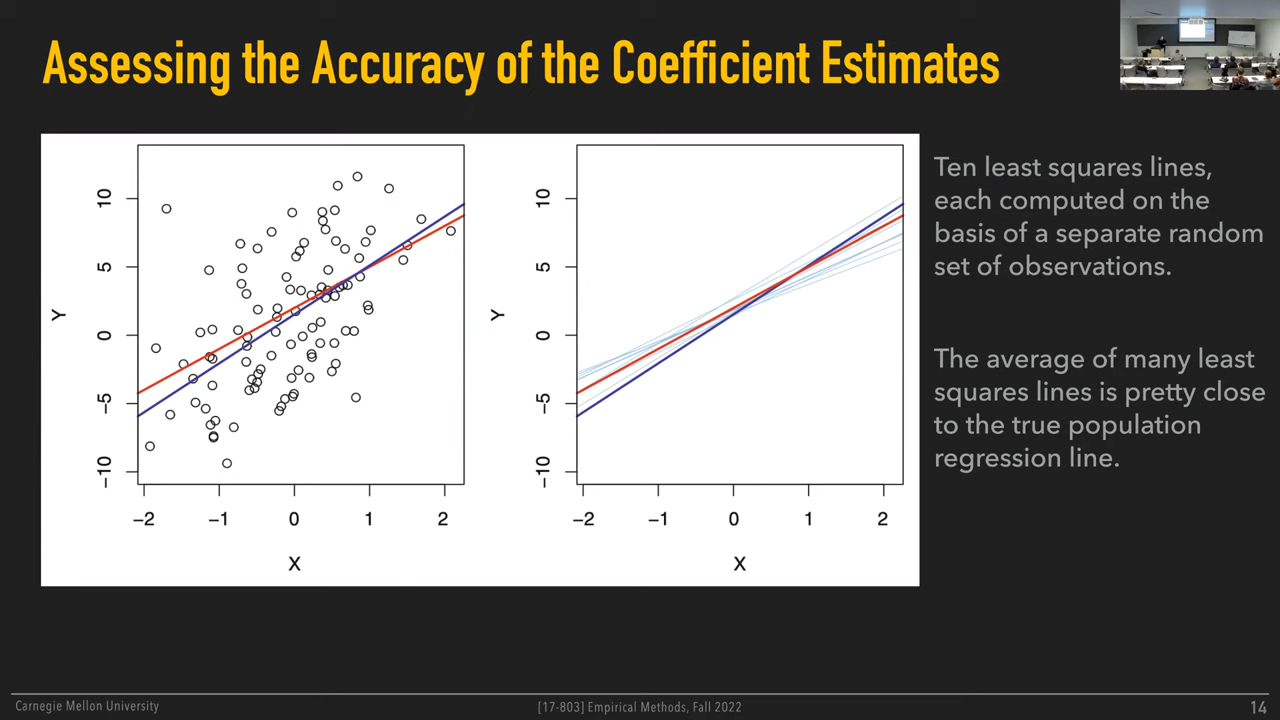 Assessing the Accuracy of the Coefficient Estimates
10
5
0
−5
−10
Y
−2 −1 0 1 2
X
10
5
0
−5
−10
Y
−2 −1 0 1 2
X
Ten least squares lines,
each computed on the
basis of a separate random
set of observations.
The average of many least
squares lines is pretty close
to the true population
regression line.
Carnegie Mellon University
[17-803] Empirical Methods, Fall 2022
14